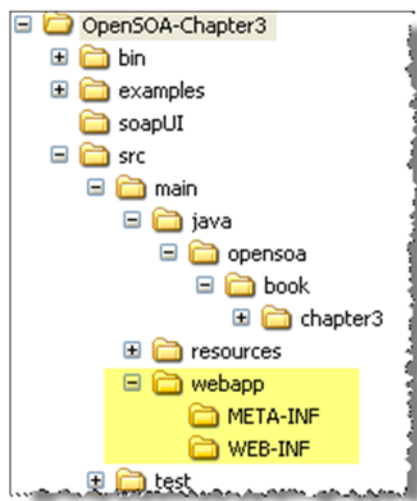 OpenSOA-Chapter3
bin
examples
soapUI
src
main
java
opensoa
book
chapter3
resources
webapp
META-INF
WEB-INF
test